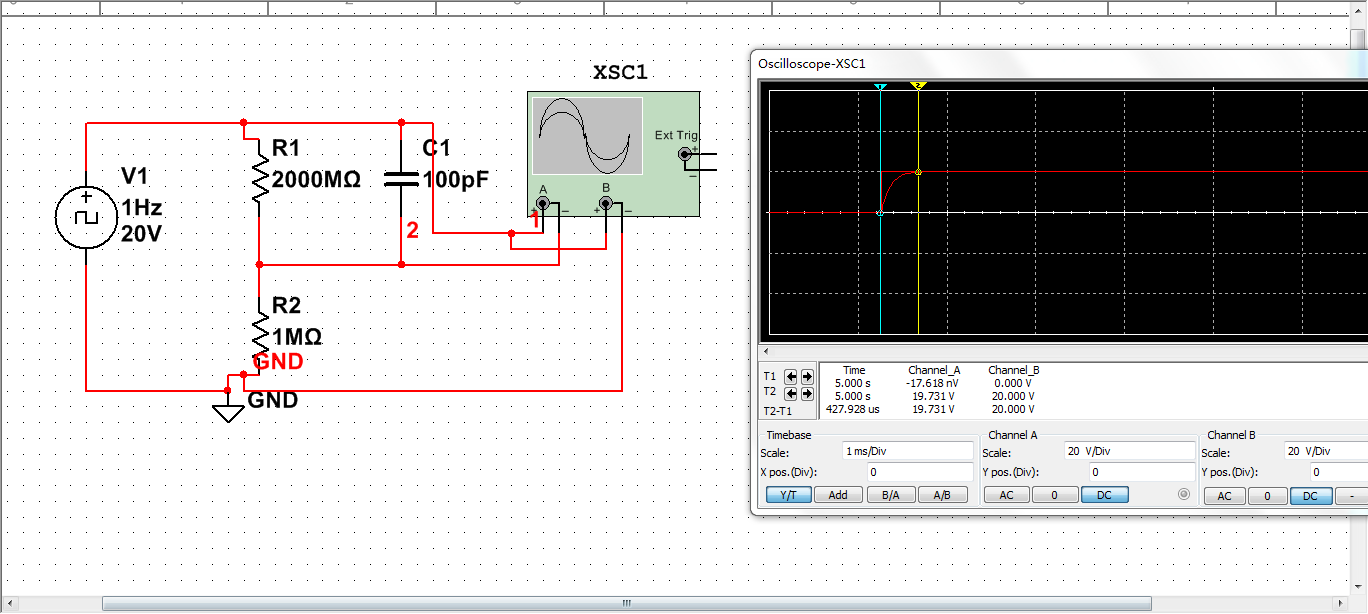 XSC1
Ext Trig
+
−
A
B
+
−
+
−
V1
1Hz
20V
+
R1
2000MΩ
C1
100pF
1
2
R2
1MΩ
GND
GND
Oscilloscope-XSC1
1
2
Time Channel_A Channel_B
T1 5.000 s -17.618 nV 0.000 V
T2 5.000 s 19.731 V 20.000 V
T2-T1 427.928 us 19.731 V 20.000 V
Timebase
Scale: 1 ms/Div
X pos.(Div): 0
Y/T Add B/A A/B
Channel A
Scale: 20 V/Div
Y pos.(Div): 0
AC 0 DC
Channel B
Scale: 20 V/Div
Y pos.(Div): 0
AC 0 DC -